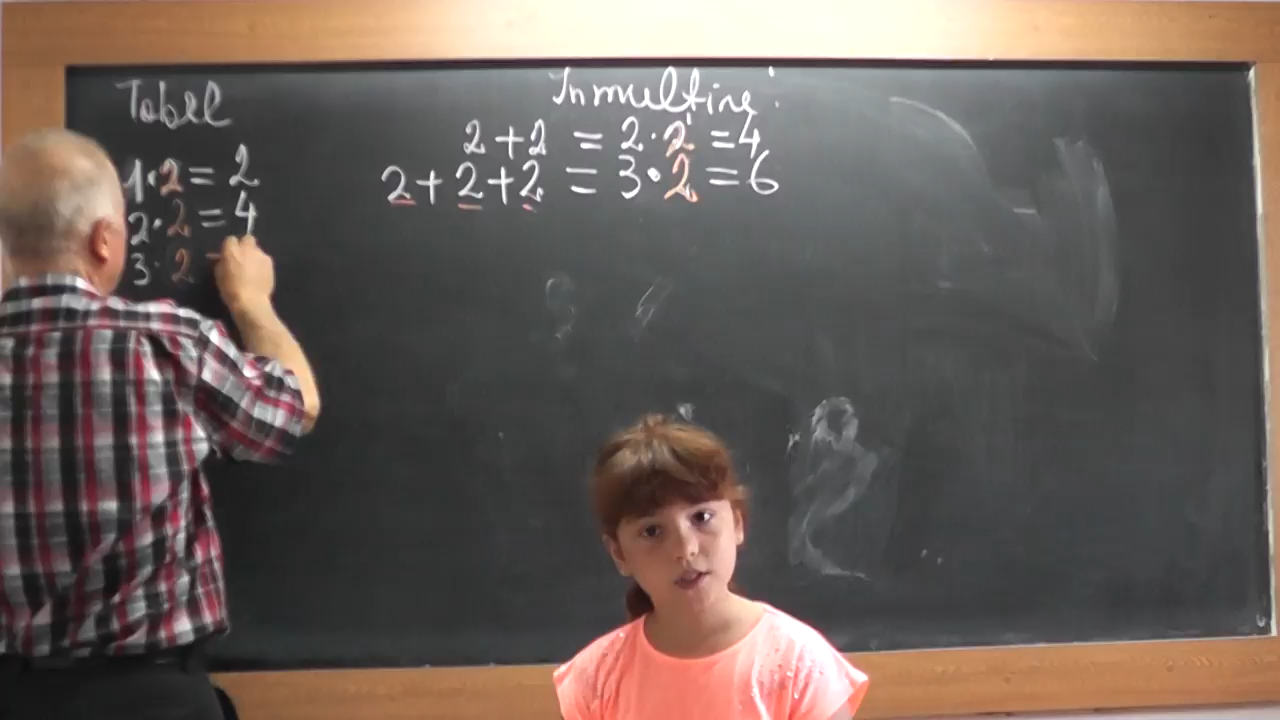 Tabel
1·2 = 2
2·2 = 4
3·2
Inmultire:
2+2 = 2·2 = 4
2+2+2 = 3·2 = 6